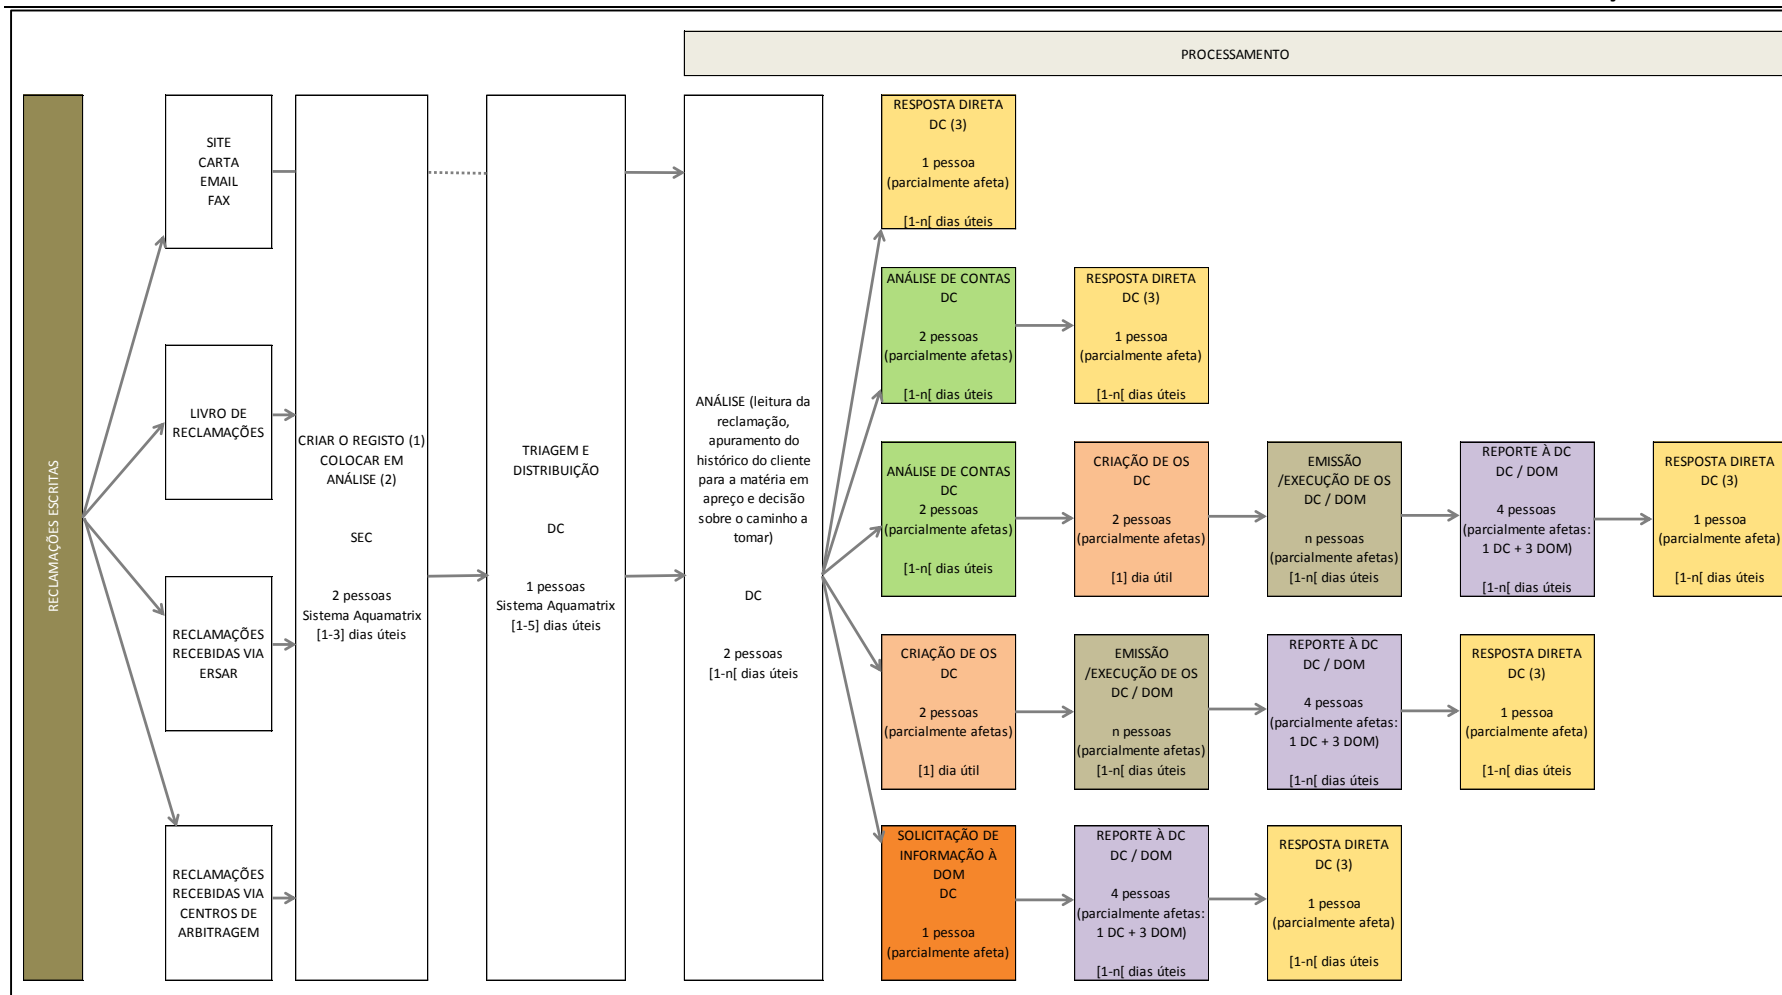 PROCESSAMENTO
RECLAMAÇÕES ESCRITAS
SITE
CARTA
EMAIL
FAX
LIVRO DE
RECLAMAÇÕES
RECLAMAÇÕES
RECEBIDAS VIA
ERSAR
RECLAMAÇÕES
RECEBIDAS VIA
CENTROS DE
ARBITRAGEM
CRIAR O REGISTO (1)
COLOCAR EM
ANÁLISE (2)
SEC
2 pessoas
Sistema Aquamatrix
[1-3] dias úteis
TRIAGEM E
DISTRIBUIÇÃO
DC
1 pessoas
Sistema Aquamatrix
[1-5] dias úteis
ANÁLISE (leitura da
reclamação,
apuramento do
histórico do cliente
para a matéria em
apreço e decisão
sobre o caminho a
tomar)
DC
2 pessoas
[1-n[ dias úteis
RESPOSTA DIRETA
DC (3)
1 pessoa
(parcialmente afeta)
[1-n[ dias úteis
ANÁLISE DE CONTAS
DC
2 pessoas
(parcialmente afetas)
[1-n[ dias úteis
RESPOSTA DIRETA
DC (3)
1 pessoa
(parcialmente afeta)
[1-n[ dias úteis
ANÁLISE DE CONTAS
DC
2 pessoas
(parcialmente afetas)
[1-n[ dias úteis
CRIAÇÃO DE OS
DC
2 pessoas
(parcialmente afetas)
[1] dia útil
EMISSÃO
/EXECUÇÃO DE OS
DC / DOM
n pessoas
(parcialmente afetas)
[1-n[ dias úteis
REPORTE À DC
DC / DOM
4 pessoas
(parcialmente afetas:
1 DC + 3 DOM)
[1-n[ dias úteis
RESPOSTA DIRETA
DC (3)
1 pessoa
(parcialmente afeta)
[1-n[ dias úteis
CRIAÇÃO DE OS
DC
2 pessoas
(parcialmente afetas)
[1] dia útil
EMISSÃO
/EXECUÇÃO DE OS
DC / DOM
n pessoas
(parcialmente afetas)
[1-n[ dias úteis
REPORTE À DC
DC / DOM
4 pessoas
(parcialmente afetas:
1 DC + 3 DOM)
[1-n[ dias úteis
RESPOSTA DIRETA
DC (3)
1 pessoa
(parcialmente afeta)
[1-n[ dias úteis
SOLICITAÇÃO DE
INFORMAÇÃO À
DOM
DC
1 pessoa
(parcialmente afeta)
REPORTE À DC
DC / DOM
4 pessoas
(parcialmente afetas:
1 DC + 3 DOM)
[1-n[ dias úteis
RESPOSTA DIRETA
DC (3)
1 pessoa
(parcialmente afeta)
[1-n[ dias úteis